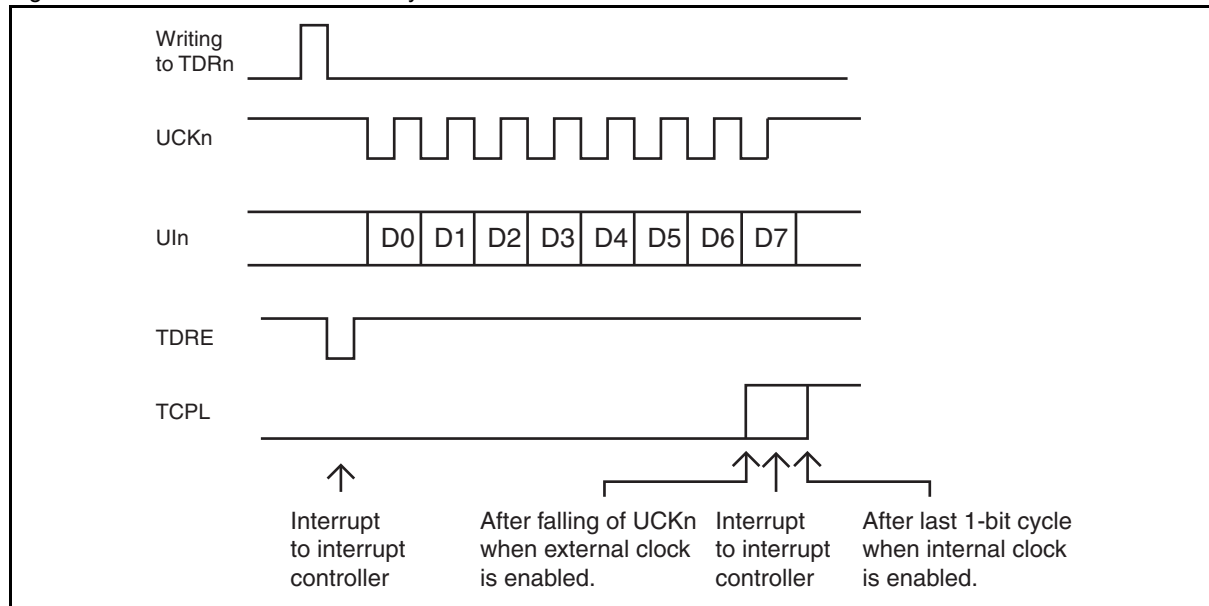 Writing
to TDRn
UCKn
UIn
D0 D1 D2 D3 D4 D5 D6 D7
TDRE
TCPL
Interrupt
to interrupt
controller
After falling of UCKn
when external clock
is enabled.
Interrupt
to interrupt
controller
After last 1-bit cycle
when internal clock
is enabled.